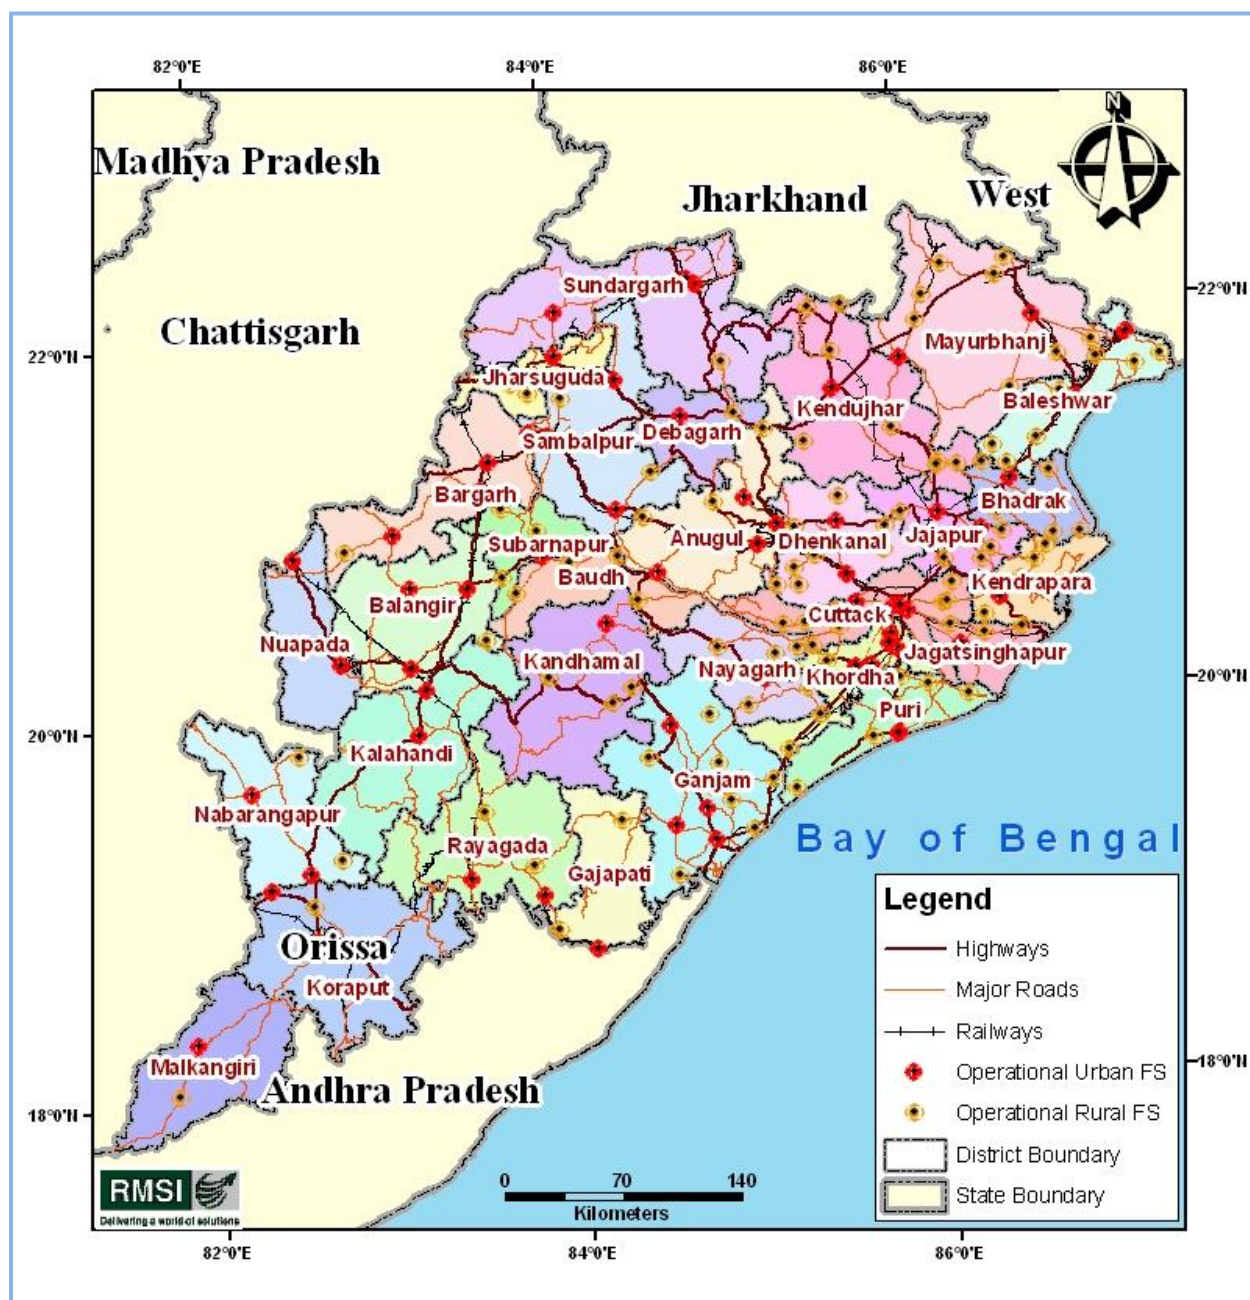 82°0'E 84°0'E 86°0'E
Madhya Pradesh
Jharkhand
West
N
Chattisgarh
22°0'N
22°0'N
Sundargarh
Mayurbhanj
Jharsuguda
Baleshwar
Kendujhar
Debagarh
Sambalpur
Bargarh
Bhadrak
Subarnapur
Anugul
Dhenkanal
Jajapur
Baudh
Kendrapara
Balangir
Cuttack
Nuapada
Kandhamal
Nayagarh
Jagatsinghapur
Khordha
20°0'N
Puri
20°0'N
Kalahandi
Ganjam
Nabarangapur
Rayagada
Gajapati
Bay of Bengal
Orissa
Koraput
Malkangiri
Andhra Pradesh
18°0'N
18°0'N
Legend
Highways
Major Roads
Railways
Operational Urban FS
Operational Rural FS
District Boundary
State Boundary
RMSI
Delivering a world of solutions
0 70 140
Kilometers
82°0'E 84°0'E 86°0'E